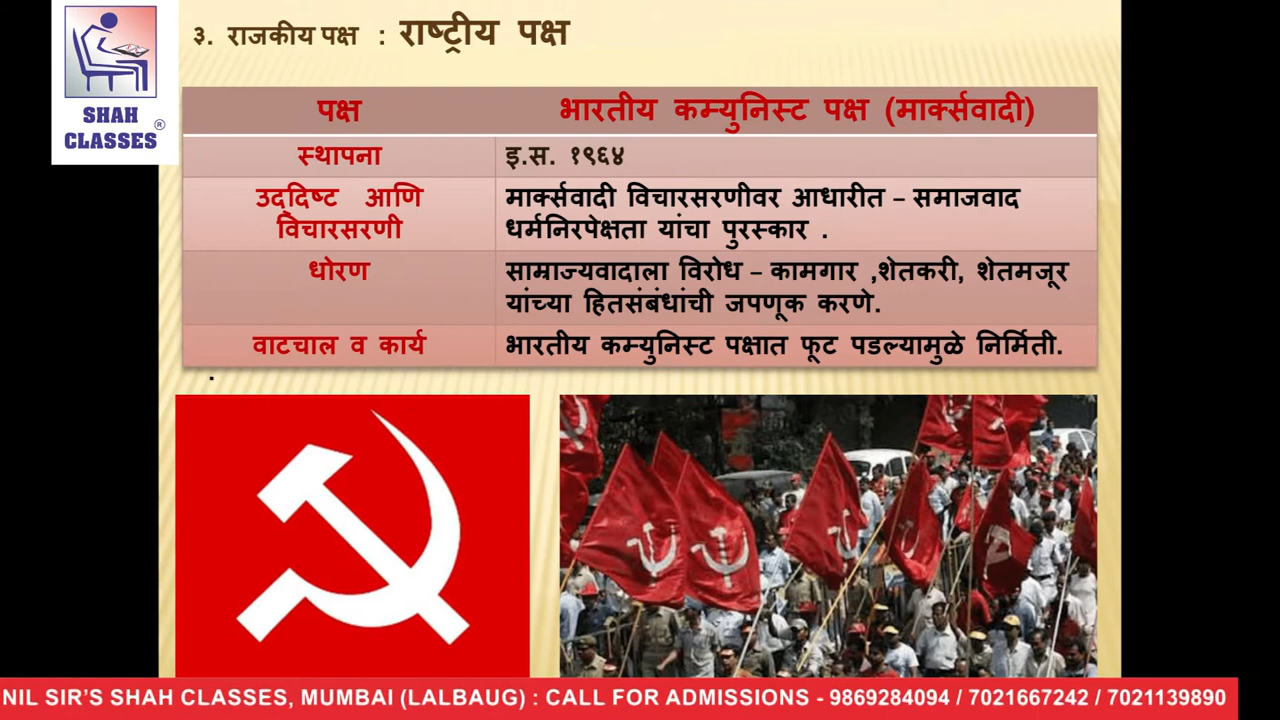 ३. राजकीय पक्ष : राष्ट्रीय पक्ष
SHAH
CLASSES®
पक्ष
भारतीय कम्युनिस्ट पक्ष (मार्क्सवादी)
स्थापना
इ.स. १९६४
उद्दिष्ट आणि
विचारसरणी
मार्क्सवादी विचारसरणीवर आधारीत – समाजवाद
धर्मनिरपेक्षता यांचा पुरस्कार .
धोरण
साम्राज्यवादाला विरोध – कामगार ,शेतकरी, शेतमजूर
यांच्या हितसंबंधांची जपणूक करणे.
वाटचाल व कार्य
भारतीय कम्युनिस्ट पक्षात फूट पडल्यामुळे निर्मिती.
.
NIL SIR'S SHAH CLASSES, MUMBAI (LALBAUG) : CALL FOR ADMISSIONS - 9869284094 / 7021667242 / 7021139890